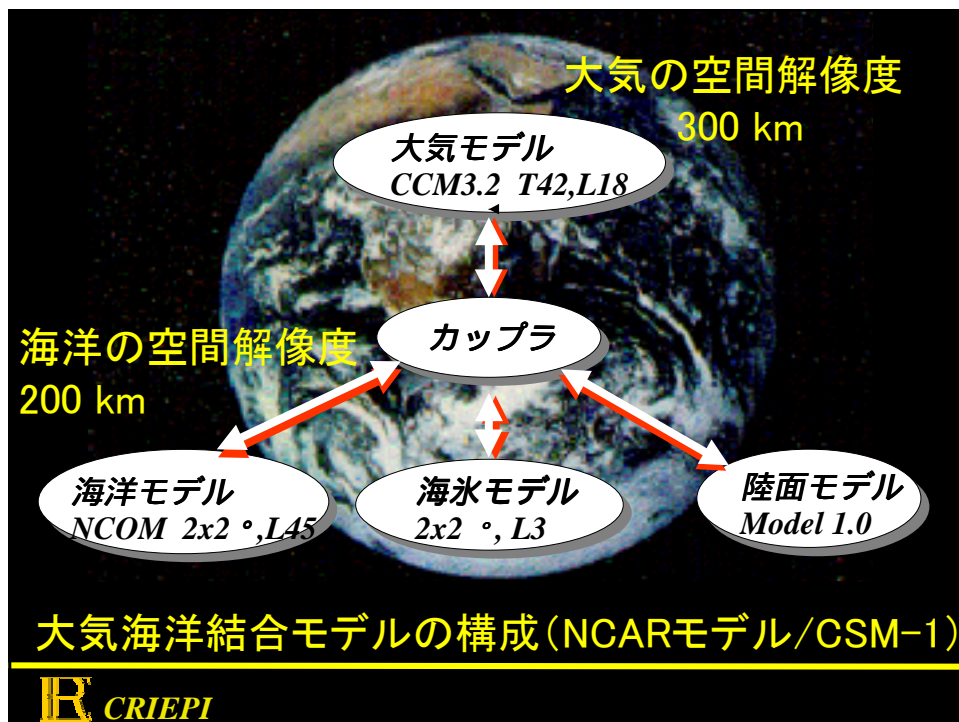 大気の空間解像度
300 km
大気モデル
CCM3.2 T42,L18
カップラ
海洋の空間解像度
200 km
海洋モデル
NCOM 2x2 °,L45
海氷モデル
2x2 °, L3
陸面モデル
Model 1.0
大気海洋結合モデルの構成(NCARモデル/CSM-1)
CRIEPI